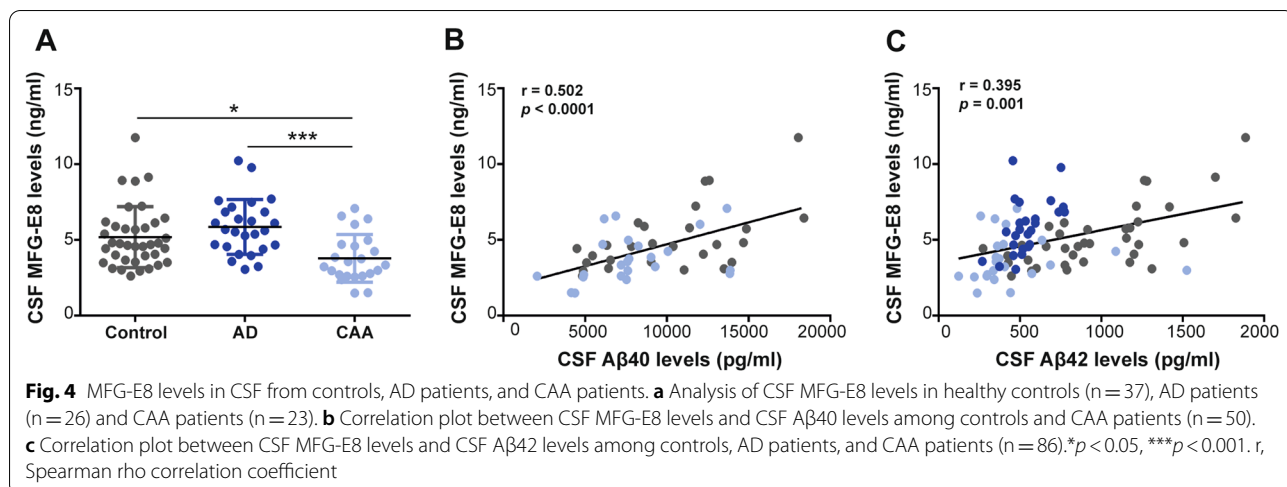 A
B
C
CSF MFG-E8 levels (ng/ml)
15
10
5
0
*
***
Control AD CAA
CSF MFG-E8 levels (ng/ml)
15
10
5
0
r = 0.502
p < 0.0001
0 5000 10000 15000 20000
CSF Aβ40 levels (pg/ml)
CSF MFG-E8 levels (ng/ml)
15
10
5
0
r = 0.395
p = 0.001
0 500 1000 1500 2000
CSF Aβ42 levels (pg/ml)
Fig. 4 MFG-E8 levels in CSF from controls, AD patients, and CAA patients. a Analysis of CSF MFG-E8 levels in healthy controls (n = 37), AD patients
(n = 26) and CAA patients (n = 23). b Correlation plot between CSF MFG-E8 levels and CSF Aβ40 levels among controls and CAA patients (n = 50).
c Correlation plot between CSF MFG-E8 levels and CSF Aβ42 levels among controls, AD patients, and CAA patients (n = 86).*p < 0.05, ***p < 0.001. r,
Spearman rho correlation coefficient